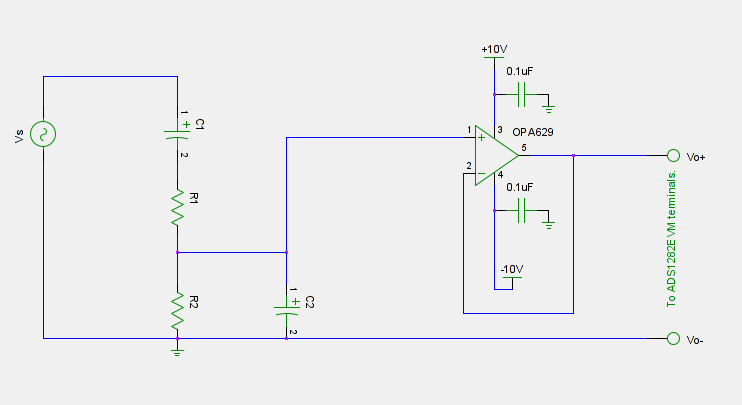 +10V
0.1uF
1
+
C1
2
Vs
1
+
3
OPA629
5
2
−
4
Vo+
0.1uF
R1
To ADS1282E VM terminals.
-10V
1
+
C2
2
R2
Vo-